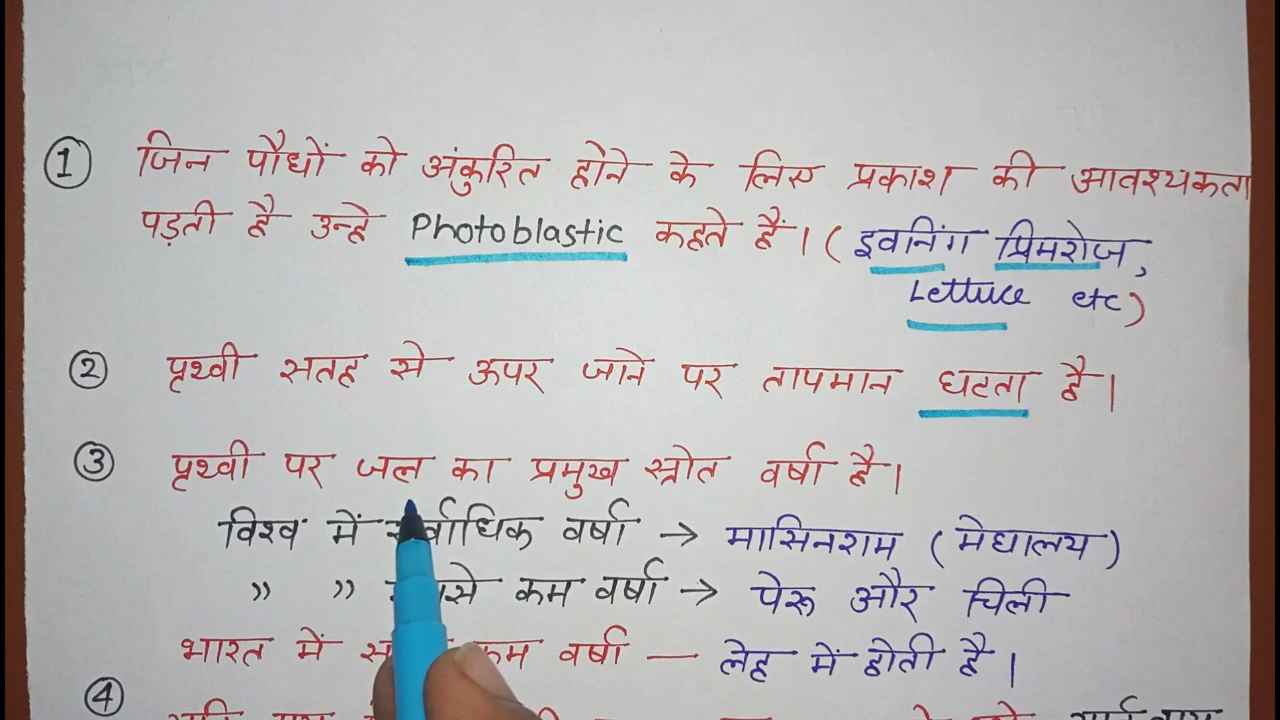 ① जिन पौधों को अंकुरित होने के लिए प्रकाश की आवश्यकता
पड़ती है उन्हे Photoblastic कहते हैं। (इवनिंग प्रिमरोज,
Lettuce etc)
② पृथ्वी सतह से ऊपर जाने पर तापमान घटता है।
③ पृथ्वी पर जल का प्रमुख स्त्रोत वर्षा है।
विश्व में सर्वाधिक वर्षा → मासिनराम (मेघालय)
” ” कम वर्षा → पेरू और चिली
भारत में कम वर्षा — लेह में होती है।
④